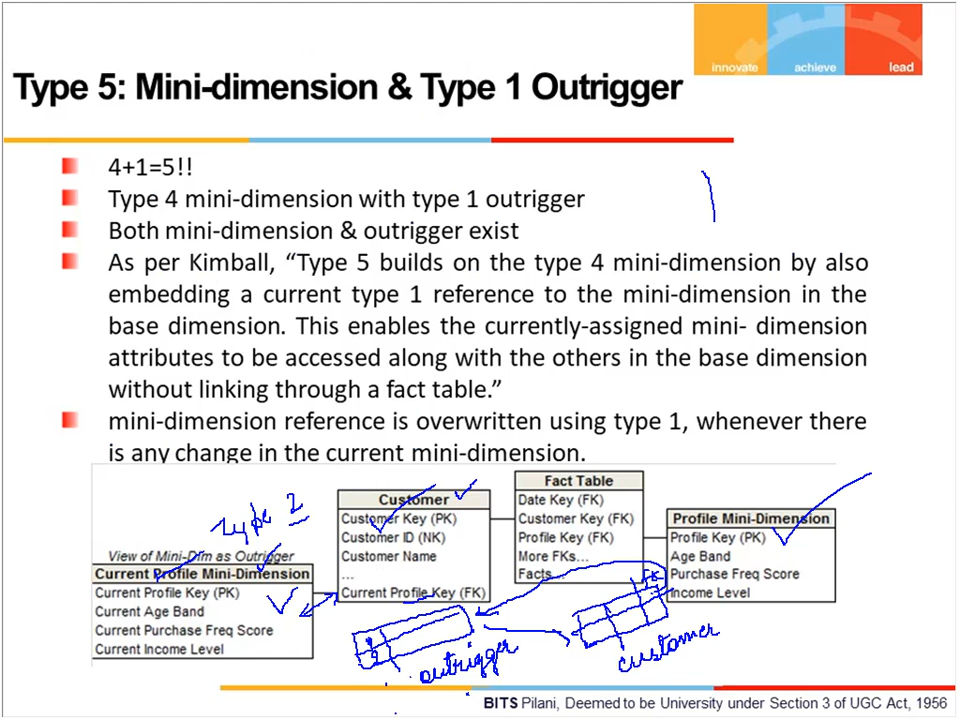 innovate achieve lead
Type 5: Mini-dimension & Type 1 Outrigger
4+1=5!!
Type 4 mini-dimension with type 1 outrigger
Both mini-dimension & outrigger exist
As per Kimball, “Type 5 builds on the type 4 mini-dimension by also
embedding a current type 1 reference to the mini-dimension in the
base dimension. This enables the currently-assigned mini- dimension
attributes to be accessed along with the others in the base dimension
without linking through a fact table.”
mini-dimension reference is overwritten using type 1, whenever there
is any change in the current mini-dimension.
Type 2
View of Mini-Dim as Outrigger
Current Profile Mini-Dimension
Current Profile Key (PK)
Current Age Band
Current Purchase Freq Score
Current Income Level
Customer
Customer Key (PK)
Customer ID (NK)
Customer Name
...
Current Profile Key (FK)
Fact Table
Date Key (FK)
Customer Key (FK)
Profile Key (FK)
More FKs...
Facts...
Profile Mini-Dimension
Profile Key (PK)
Age Band
Purchase Freq Score
Income Level
FK
outrigger
customer
BITS Pilani, Deemed to be University under Section 3 of UGC Act, 1956